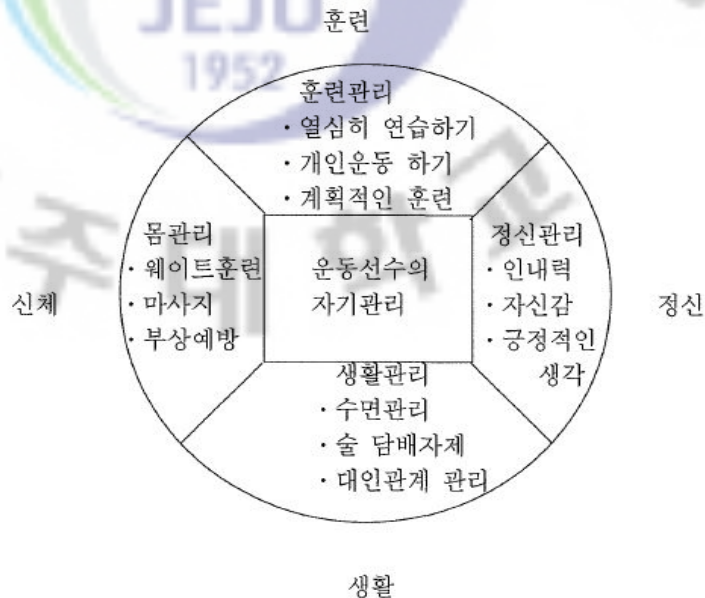 JEJU
1952
훈련
훈련관리
· 열심히 연습하기
· 개인운동 하기
· 계획적인 훈련
몸관리
· 웨이트훈련
· 마사지
· 부상예방
신체
운동선수의
자기관리
정신관리
· 인내력
· 자신감
· 긍정적인
생각
정신
생활관리
· 수면관리
· 술 담배자제
· 대인관계 관리
생활